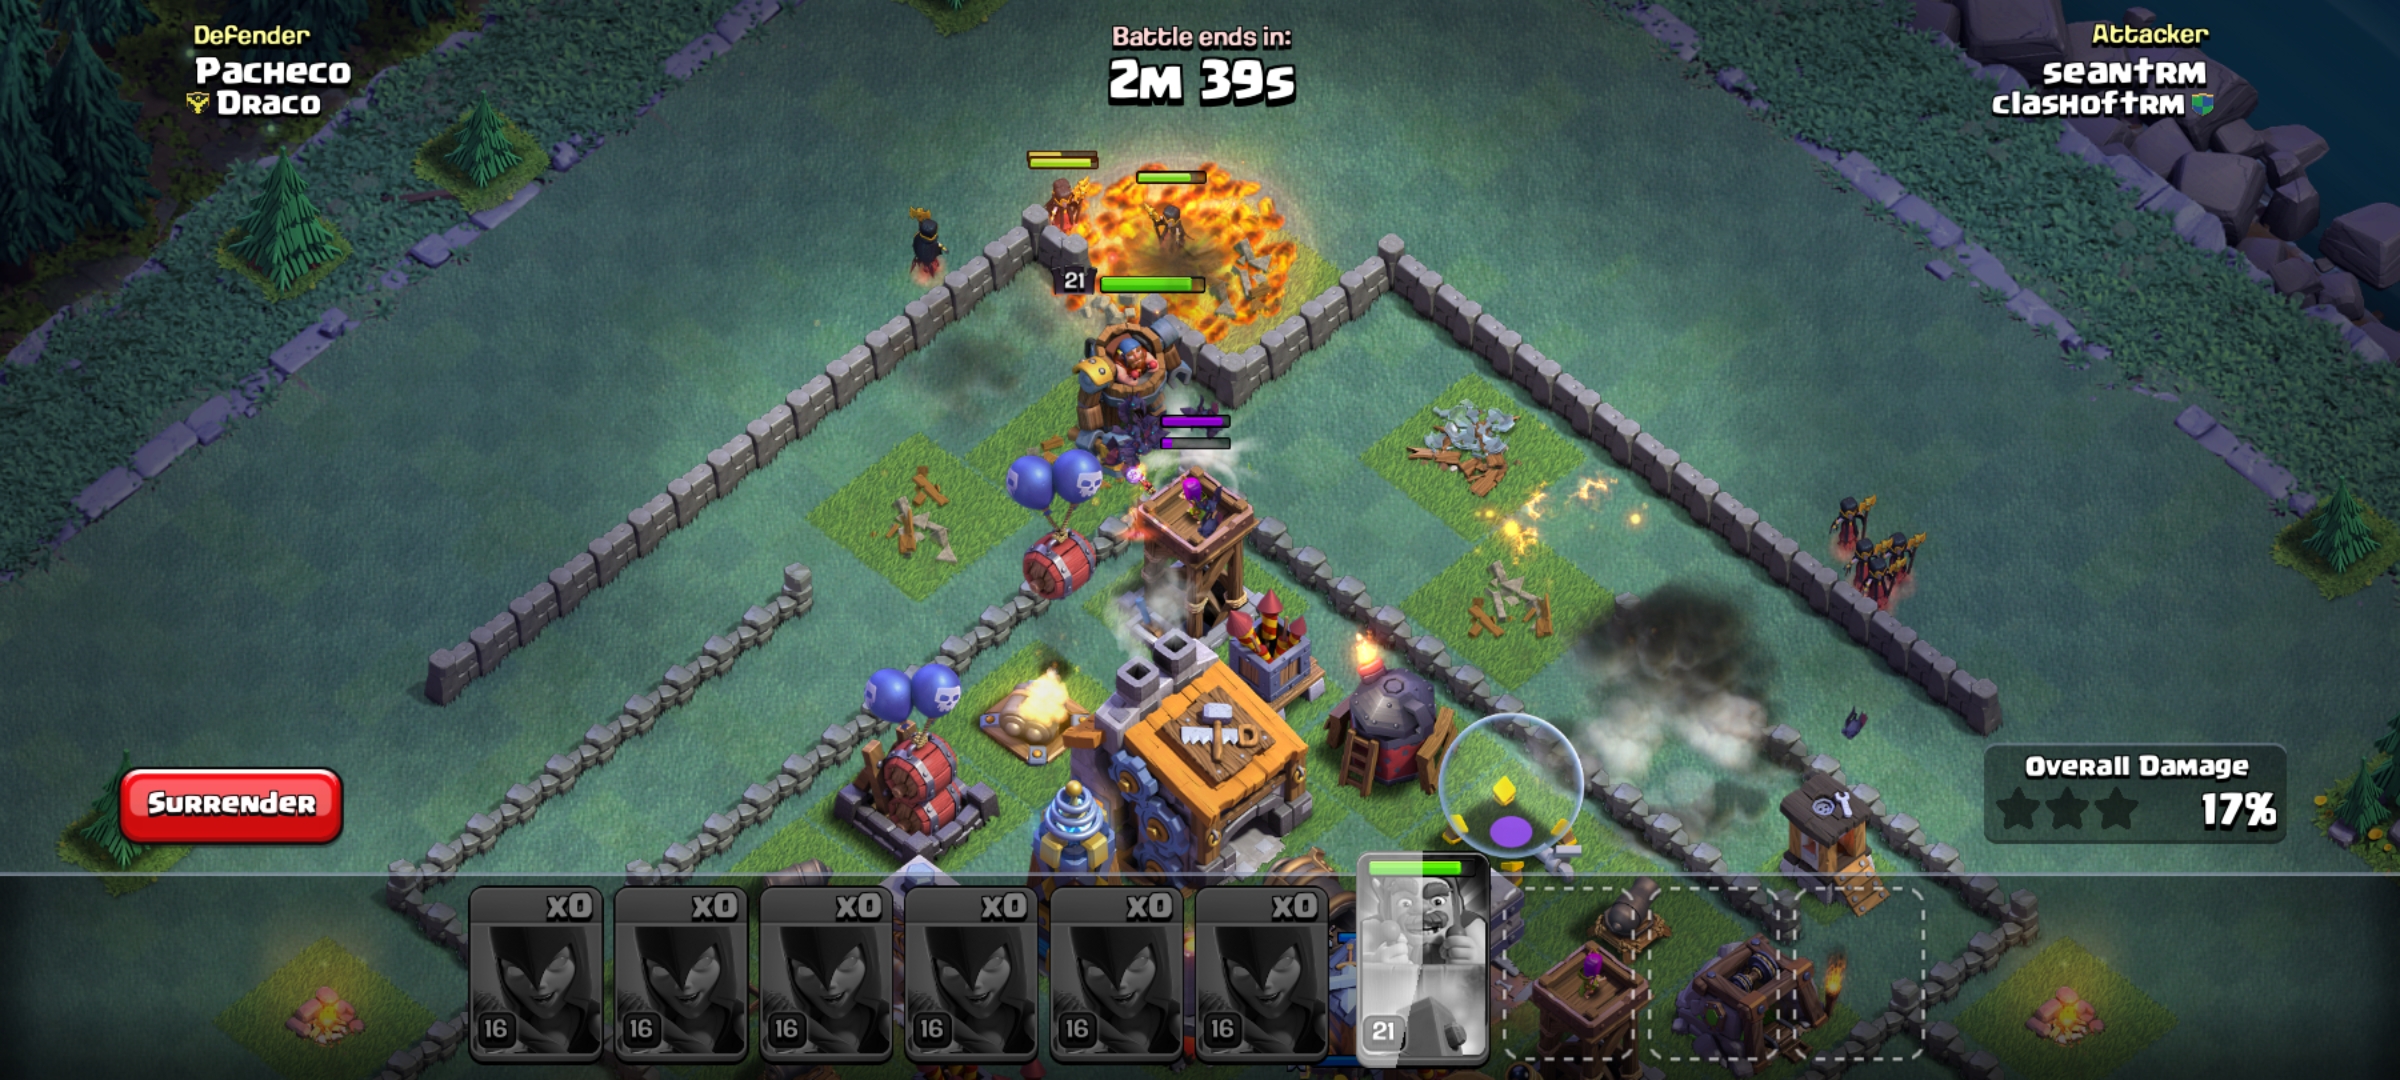 Defender
Pacheco
Draco
Battle ends in:
2m 39s
Attacker
seantRM
clashoftRM
21
Surrender
Overall Damage
17%
x0
x0
x0
x0
x0
x0
16
16
16
16
16
16
21